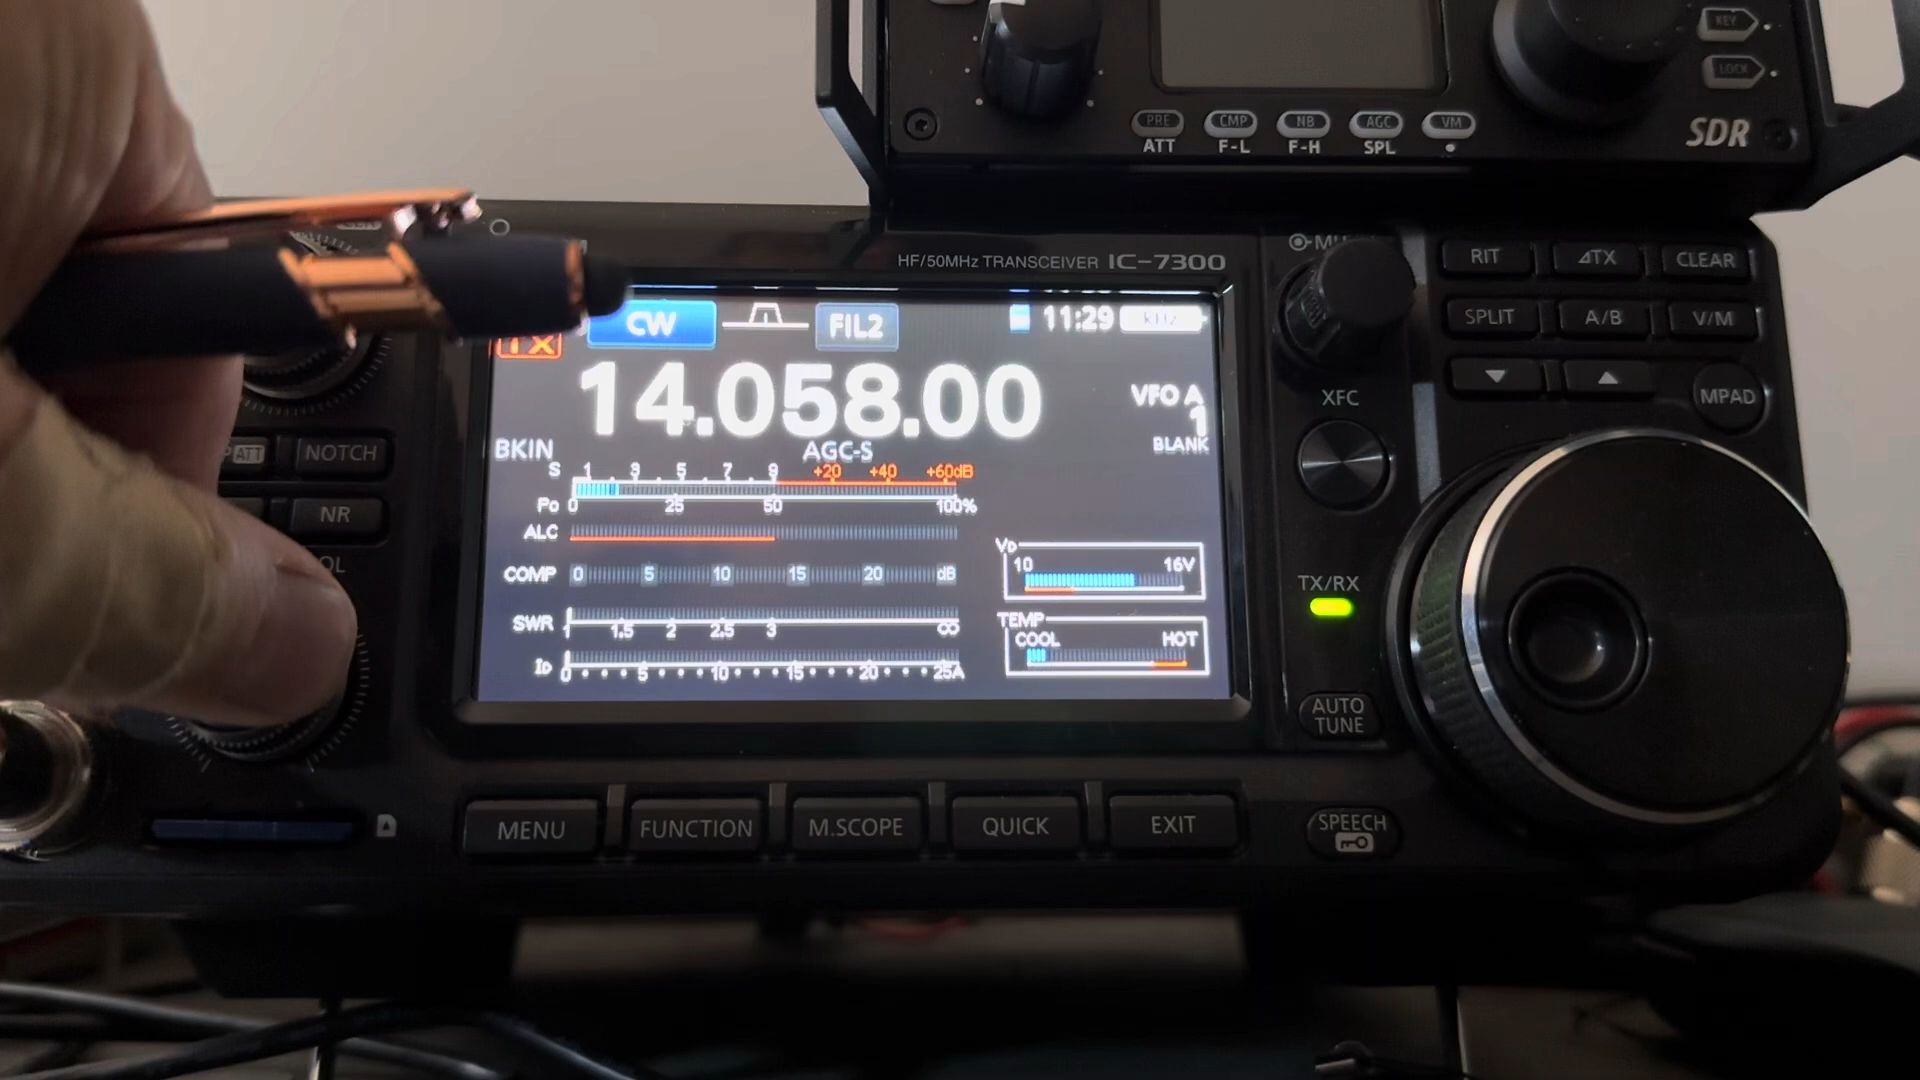 KEY
LOCK
PRE CMP NB AGC VM
ATT F-L F-H SPL
SDR
HF/50MHz TRANSCEIVER IC-7300
RIT ⊿TX CLEAR
SPLIT A/B V/M
MPAD
XFC
TX/RX
AUTO
TUNE
SPEECH
ATT NOTCH
NR
CW FIL2 11:29 kHz
TX
14.058.00
VFO A
1
BKIN AGC-S BLANK
S 1 3 5 7 9 +20 +40 +60dB
Po 0 25 50 100%
ALC
COMP 0 5 10 15 20 dB
SWR 1 1.5 2 2.5 3 ∞
ID 0 5 10 15 20 25A
VD
10 16V
TEMP
COOL HOT
MENU FUNCTION M.SCOPE QUICK EXIT